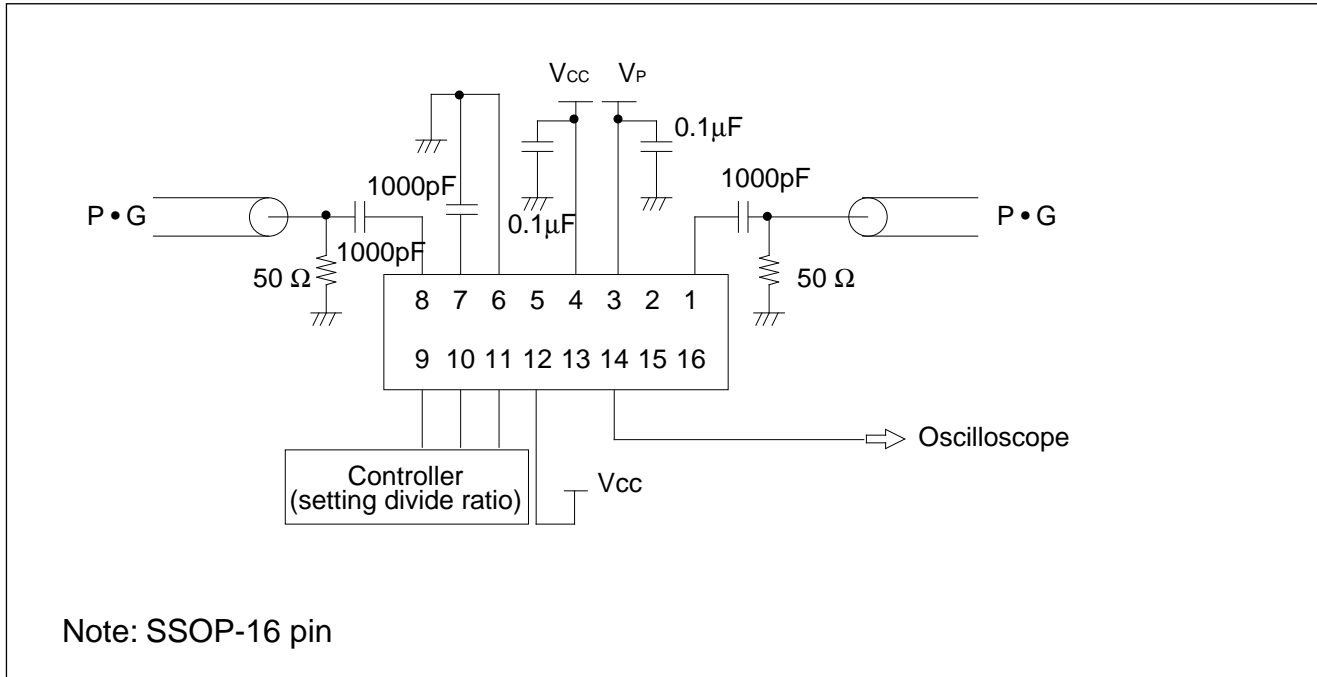 VCC VP
0.1µF
1000pF
1000pF
P • G
0.1µF
P • G
1000pF
50 Ω
50 Ω
8 7 6 5 4 3 2 1
9 10 11 12 13 14 15 16
Oscilloscope
Controller
(setting divide ratio)
Vcc
Note: SSOP-16 pin